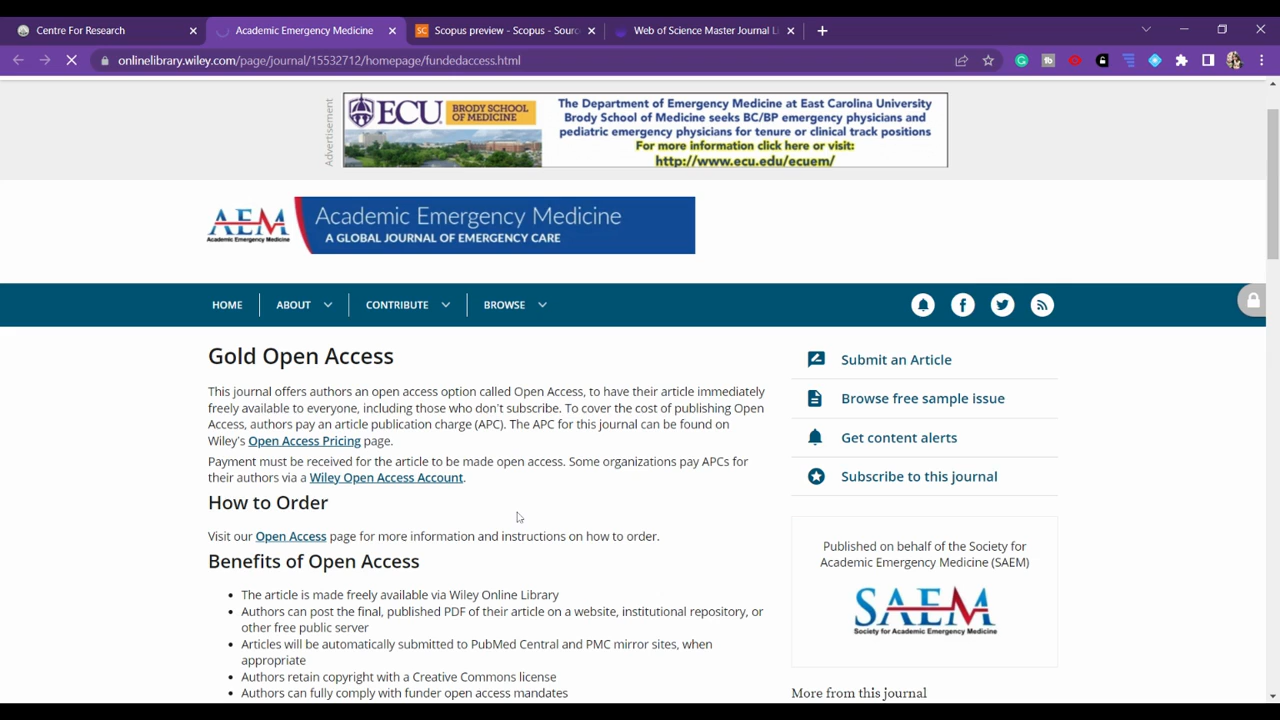 Centre For Research
Academic Emergency Medicine
SC
Scopus preview - Scopus - Sourc
Web of Science Master Journal Li
onlinelibrary.wiley.com/page/journal/15532712/homepage/fundedaccess.html
Advertisement
ECU
BRODY SCHOOL
OF MEDICINE
The Department of Emergency Medicine at East Carolina University
Brody School of Medicine seeks BC/BP emergency physicians and
pediatric emergency physicians for tenure or clinical track positions
For more information click here or visit:
http://www.ecu.edu/ecuem/
AEM
Academic Emergency Medicine
Academic Emergency Medicine
A GLOBAL JOURNAL OF EMERGENCY CARE
HOME
ABOUT
CONTRIBUTE
BROWSE
Gold Open Access
This journal offers authors an open access option called Open Access, to have their article immediately
freely available to everyone, including those who don't subscribe. To cover the cost of publishing Open
Access, authors pay an article publication charge (APC). The APC for this journal can be found on
Wiley's Open Access Pricing page.
Payment must be received for the article to be made open access. Some organizations pay APCs for
their authors via a Wiley Open Access Account.
How to Order
Visit our Open Access page for more information and instructions on how to order.
Benefits of Open Access
The article is made freely available via Wiley Online Library
Authors can post the final, published PDF of their article on a website, institutional repository, or
other free public server
Articles will be automatically submitted to PubMed Central and PMC mirror sites, when
appropriate
Authors retain copyright with a Creative Commons license
Authors can fully comply with funder open access mandates
Submit an Article
Browse free sample issue
Get content alerts
Subscribe to this journal
Published on behalf of the Society for
Academic Emergency Medicine (SAEM)
SAEM
Society for Academic Emergency Medicine
More from this journal